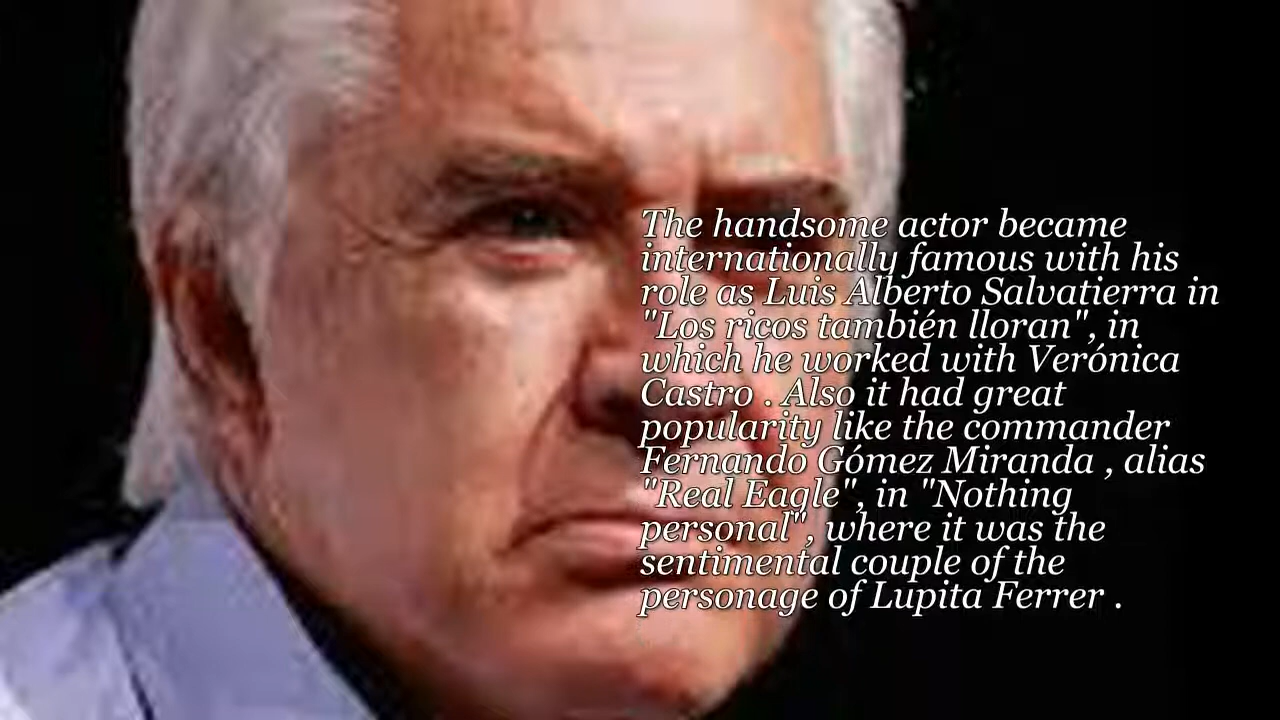 The handsome actor became
internationally famous with his
role as Luis Alberto Salvatierra in
"Los ricos también lloran", in
which he worked with Verónica
Castro . Also it had great
popularity like the commander
Fernando Gómez Miranda , alias
"Real Eagle", in "Nothing
personal", where it was the
sentimental couple of the
personage of Lupita Ferrer .